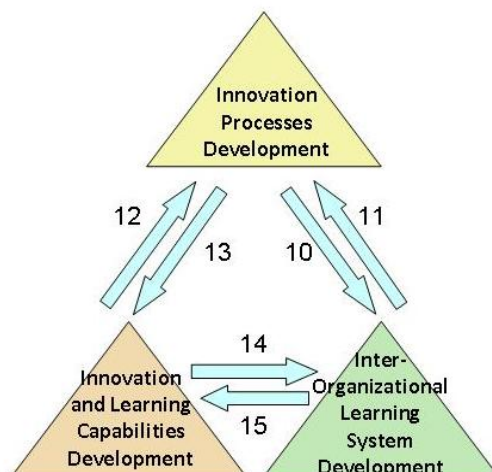 Innovation
Processes
Development
12
11
13
10
14
Innovation
and Learning
Capabilities
Development
15
Inter-
Organizational
Learning
System
Development